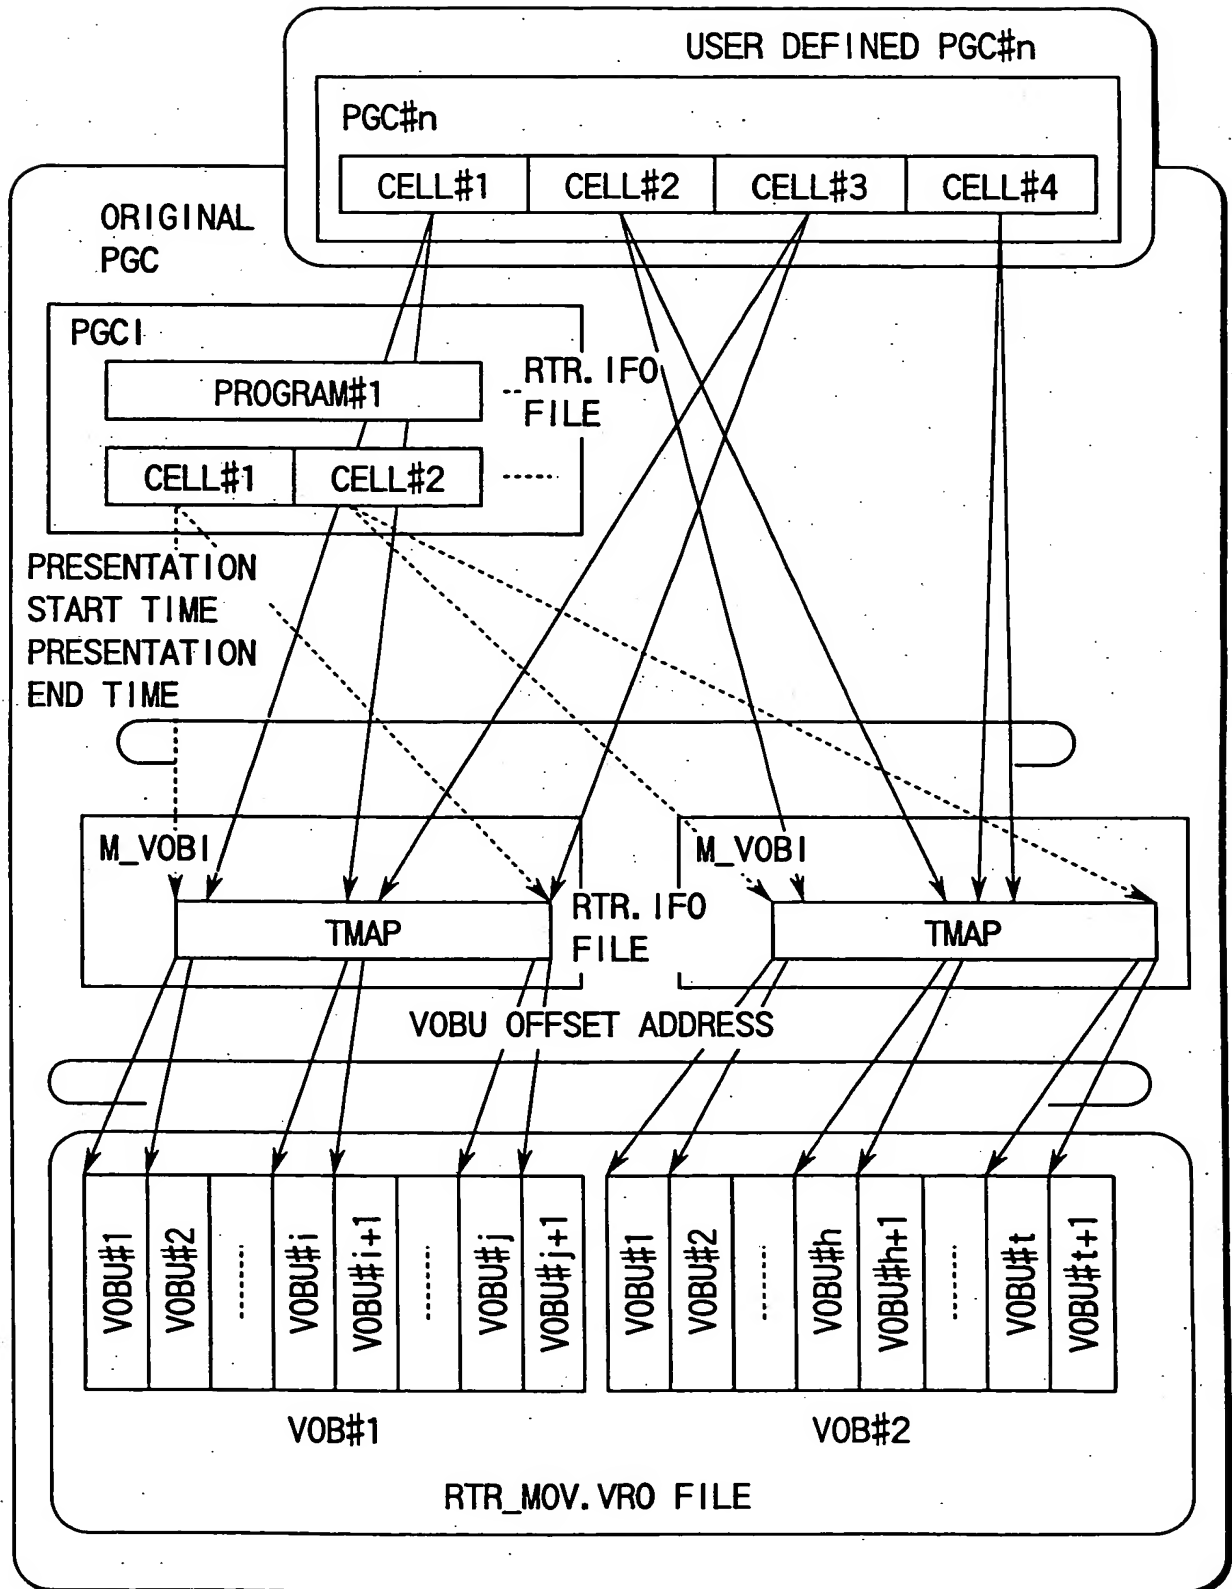 USER DEFINED PGC#n
PGC#n
CELL#1 CELL#2 CELL#3 CELL#4
ORIGINAL
PGC
PGCI
PROGRAM#1
RTR.IFO
FILE
CELL#1 CELL#2
PRESENTATION
START TIME
PRESENTATION
END TIME
M_VOBI
TMAP
RTR.IFO
FILE
M_VOBI
TMAP
VOBU OFFSET ADDRESS
VOBU#1
VOBU#2
VOBU#i
VOBU#i+1
VOBU#j
VOBU#j+1
VOBU#1
VOBU#2
VOBU#h
VOBU#h+1
VOBU#t
VOBU#t+1
VOB#1
VOB#2
RTR_MOV.VRO FILE